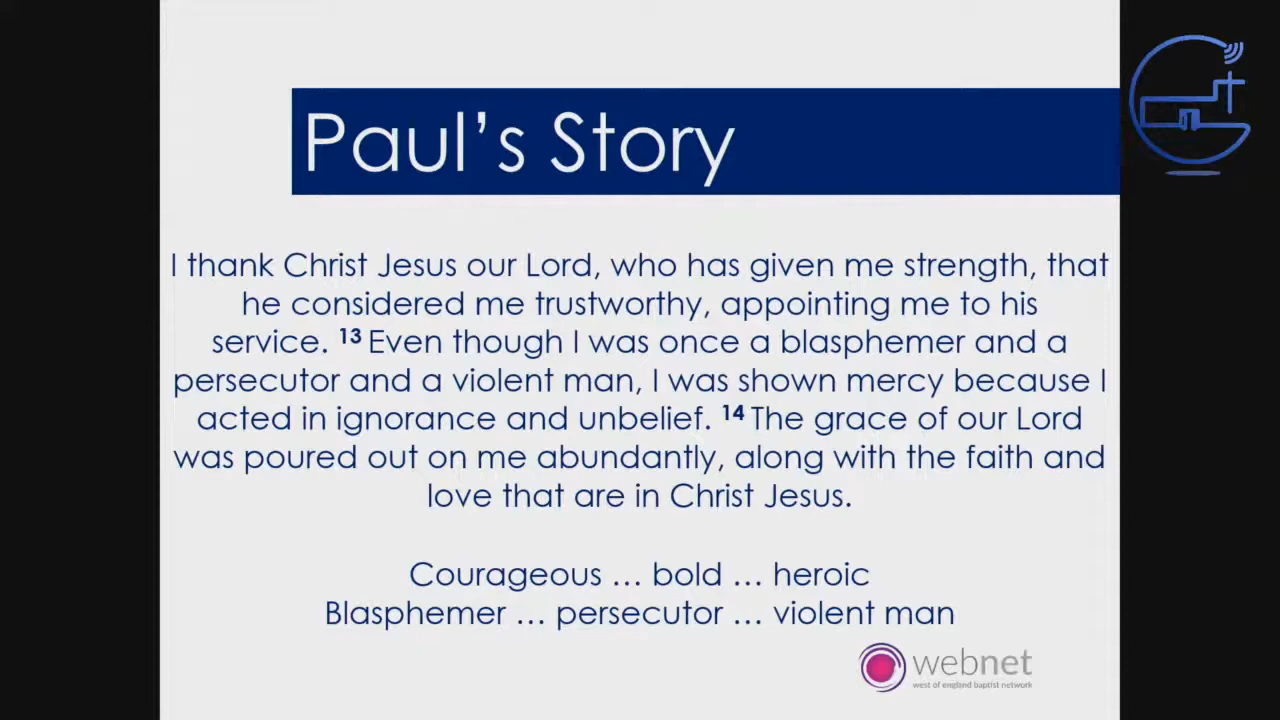 Paul’s Story
I thank Christ Jesus our Lord, who has given me strength, that
he considered me trustworthy, appointing me to his
service. 13 Even though I was once a blasphemer and a
persecutor and a violent man, I was shown mercy because I
acted in ignorance and unbelief. 14 The grace of our Lord
was poured out on me abundantly, along with the faith and
love that are in Christ Jesus.
Courageous … bold … heroic
Blasphemer … persecutor … violent man
webnet
west of england baptist network